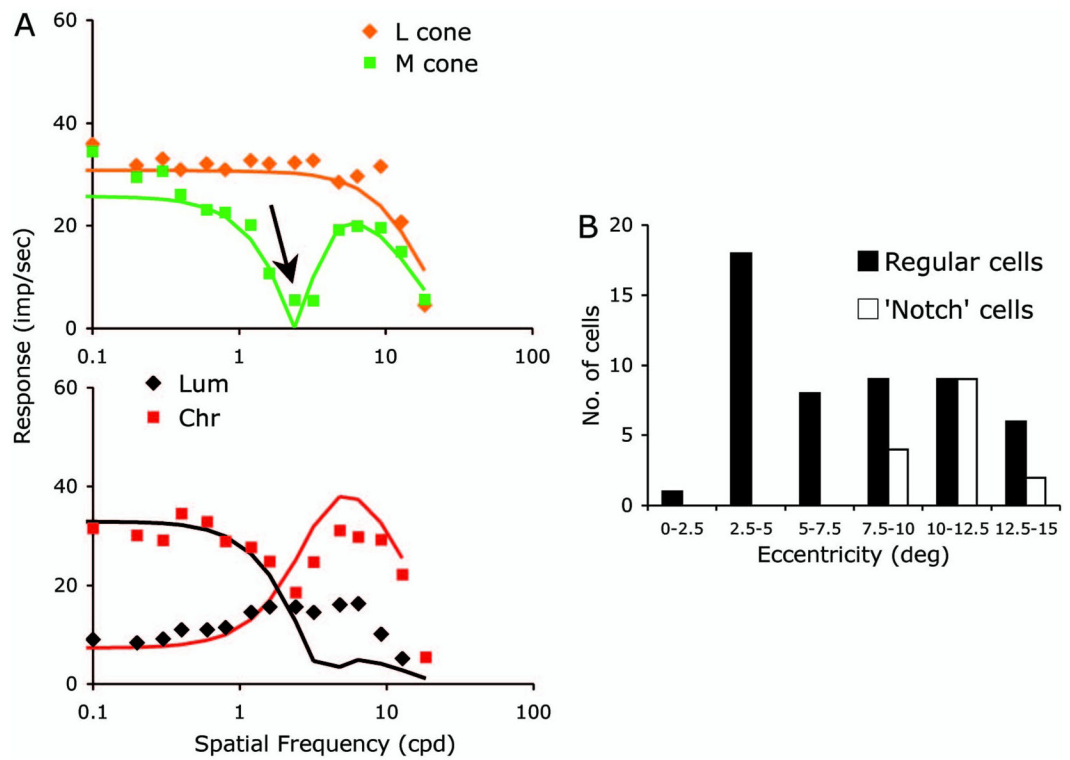 A
60
40
20
0
0.1 1 10 100
L cone
M cone
Response (imp/sec)
60
40
20
0
0.1 1 10 100
Lum
Chr
Spatial Frequency (cpd)
B
20
15
10
5
0
No. of cells
Regular cells
'Notch' cells
0-2.5 2.5-5 5-7.5 7.5-10 10-12.5 12.5-15
Eccentricity (deg)